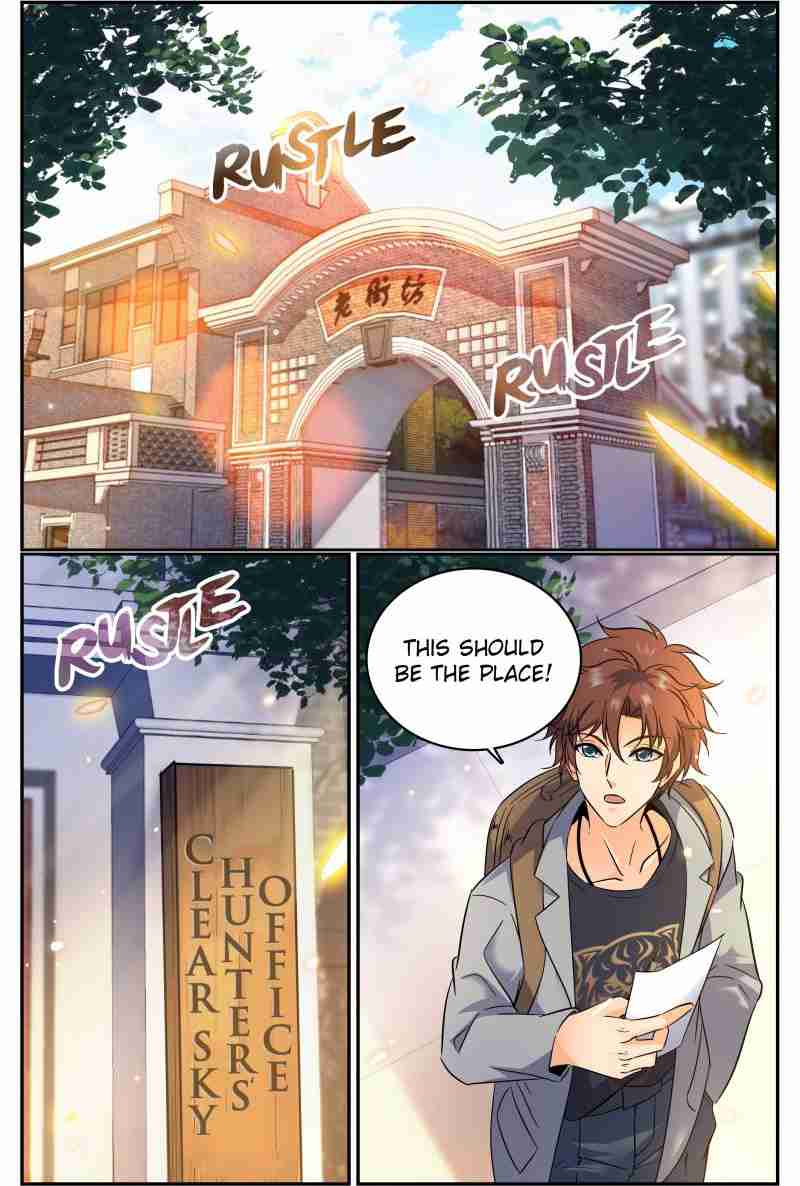 RUSTLE
老街坊
RUSTLE
RUSTLE
CLEAR SKY
HUNTERS'
OFFICE
THIS SHOULD
BE THE PLACE!